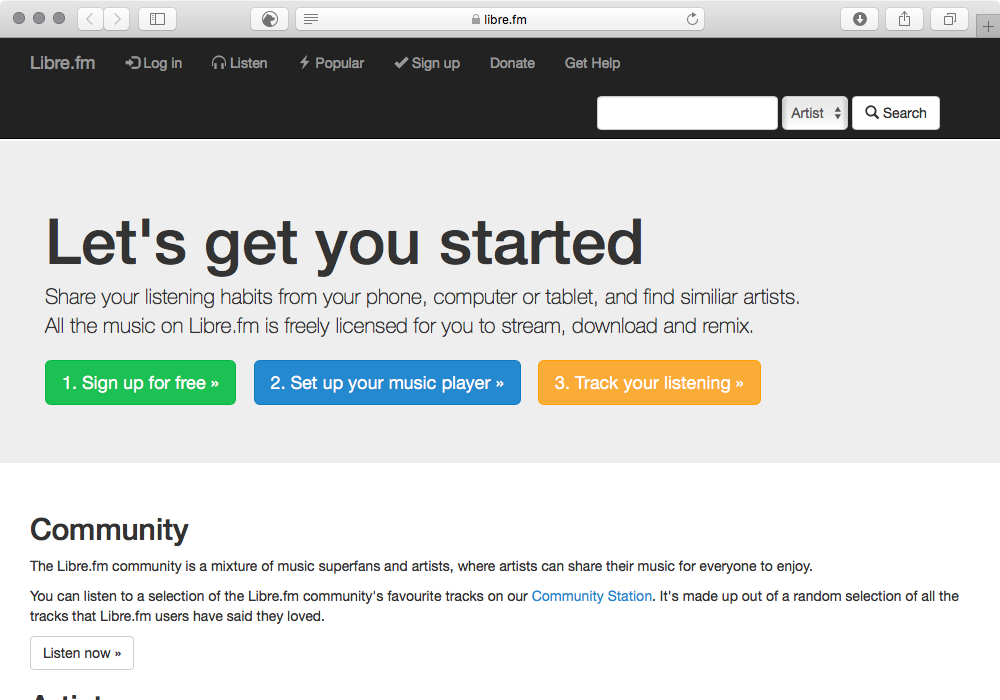 libre.fm
Libre.fm Log in Listen Popular Sign up Donate Get Help
Artist Search
Let's get you started
Share your listening habits from your phone, computer or tablet, and find similiar artists.
All the music on Libre.fm is freely licensed for you to stream, download and remix.
1. Sign up for free » 2. Set up your music player » 3. Track your listening »
Community
The Libre.fm community is a mixture of music superfans and artists, where artists can share their music for everyone to enjoy.
You can listen to a selection of the Libre.fm community's favourite tracks on our Community Station. It's made up out of a random selection of all the
tracks that Libre.fm users have said they loved.
Listen now »